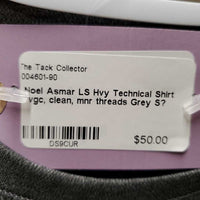 The Tack Collector
004601-90
Noel Asmar LS Hvy Technical Shirt
vgc, clean, mnr threads Grey S?
$50.00
DS9CUR